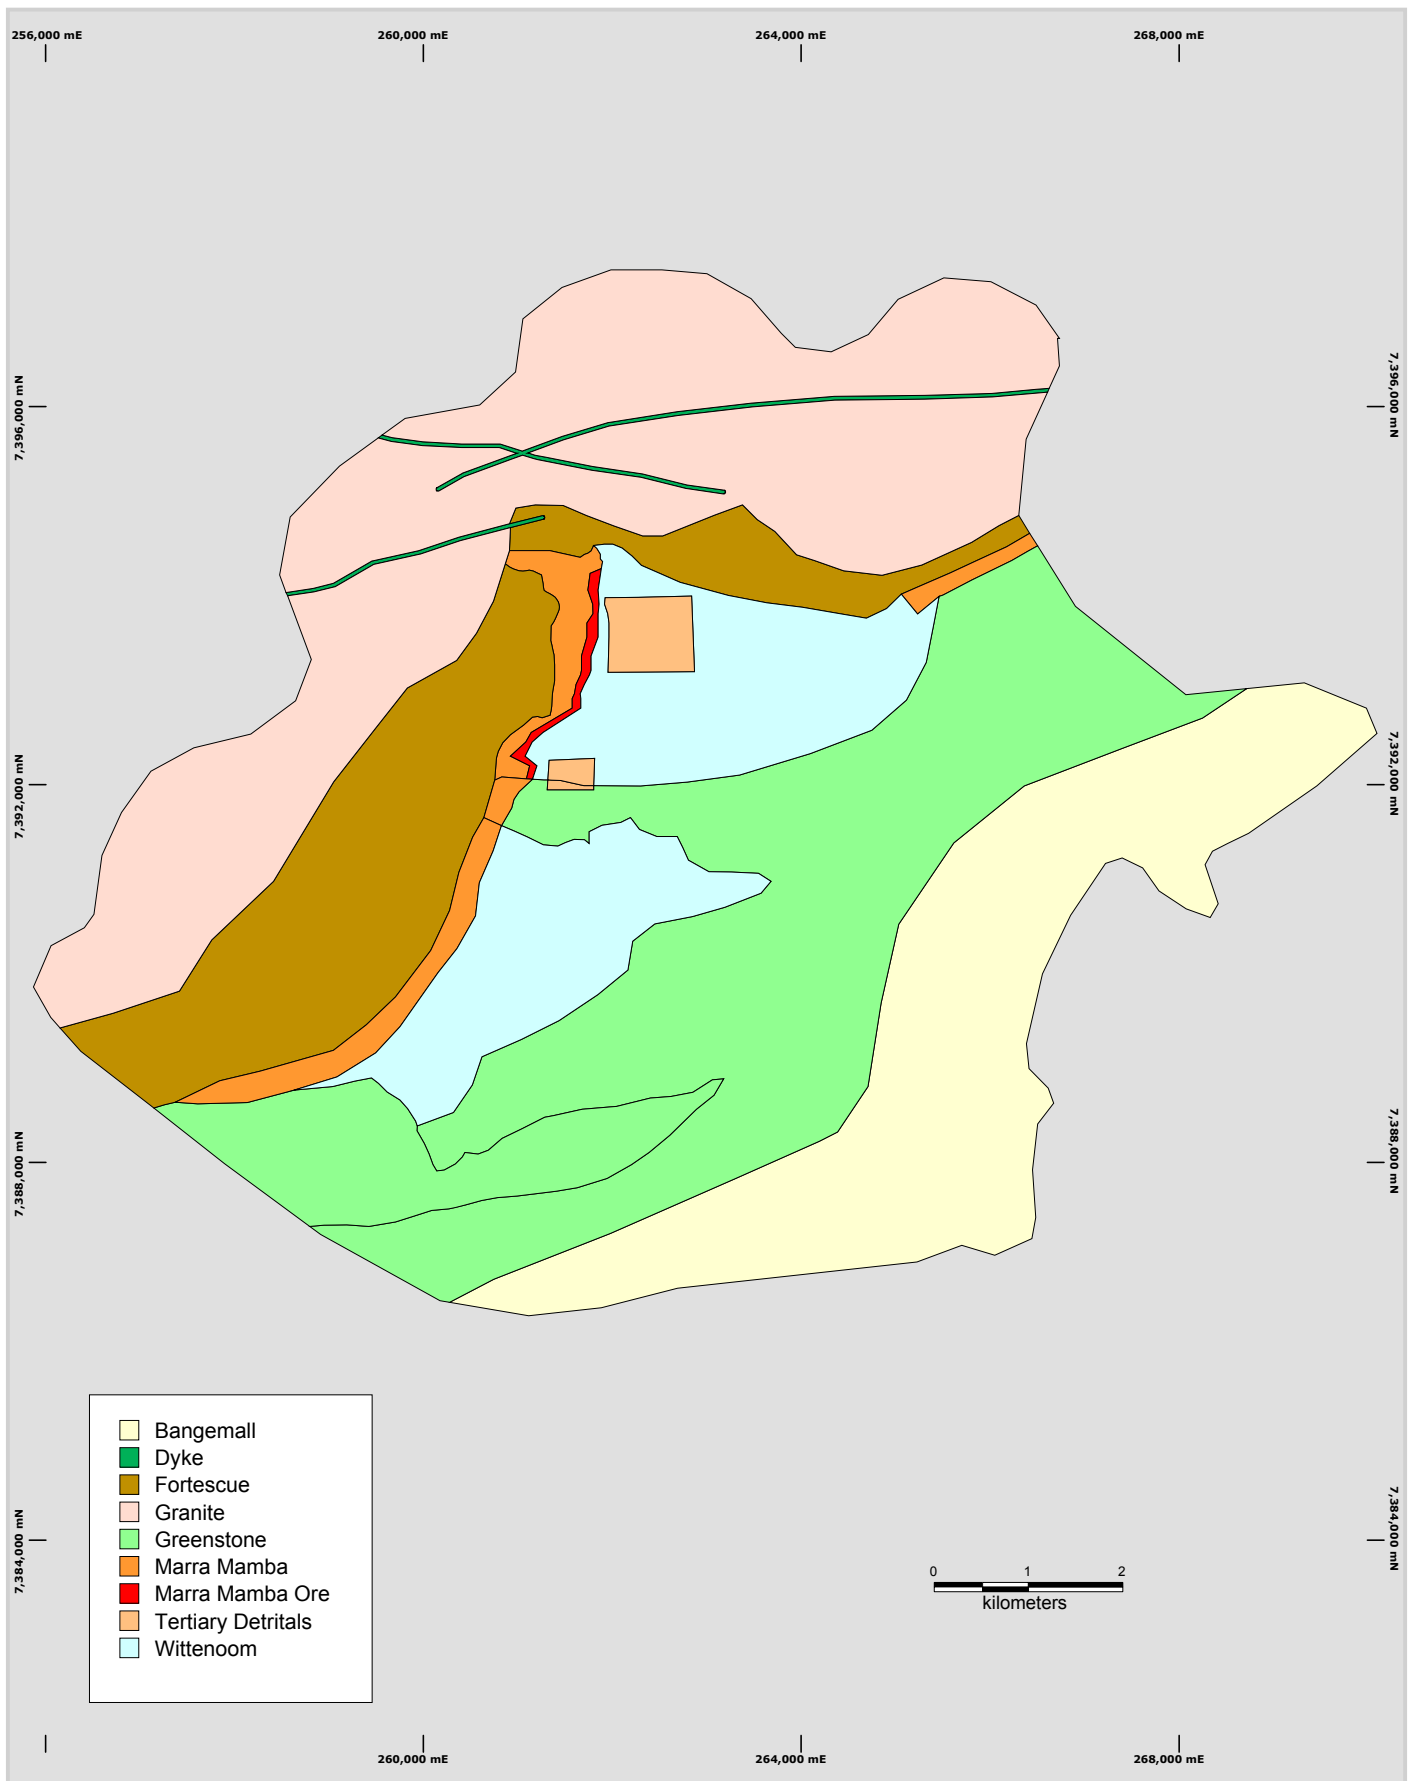 256,000 mE 260,000 mE 264,000 mE 268,000 mE
7,396,000 mN 7,396,000 mN
7,392,000 mN 7,392,000 mN
7,388,000 mN 7,388,000 mN
7,384,000 mN 7,384,000 mN
Bangemall
Dyke
Fortescue
Granite
Greenstone
Marra Mamba
Marra Mamba Ore
Tertiary Detritals
Wittenoom
0 1 2
kilometers
260,000 mE 264,000 mE 268,000 mE